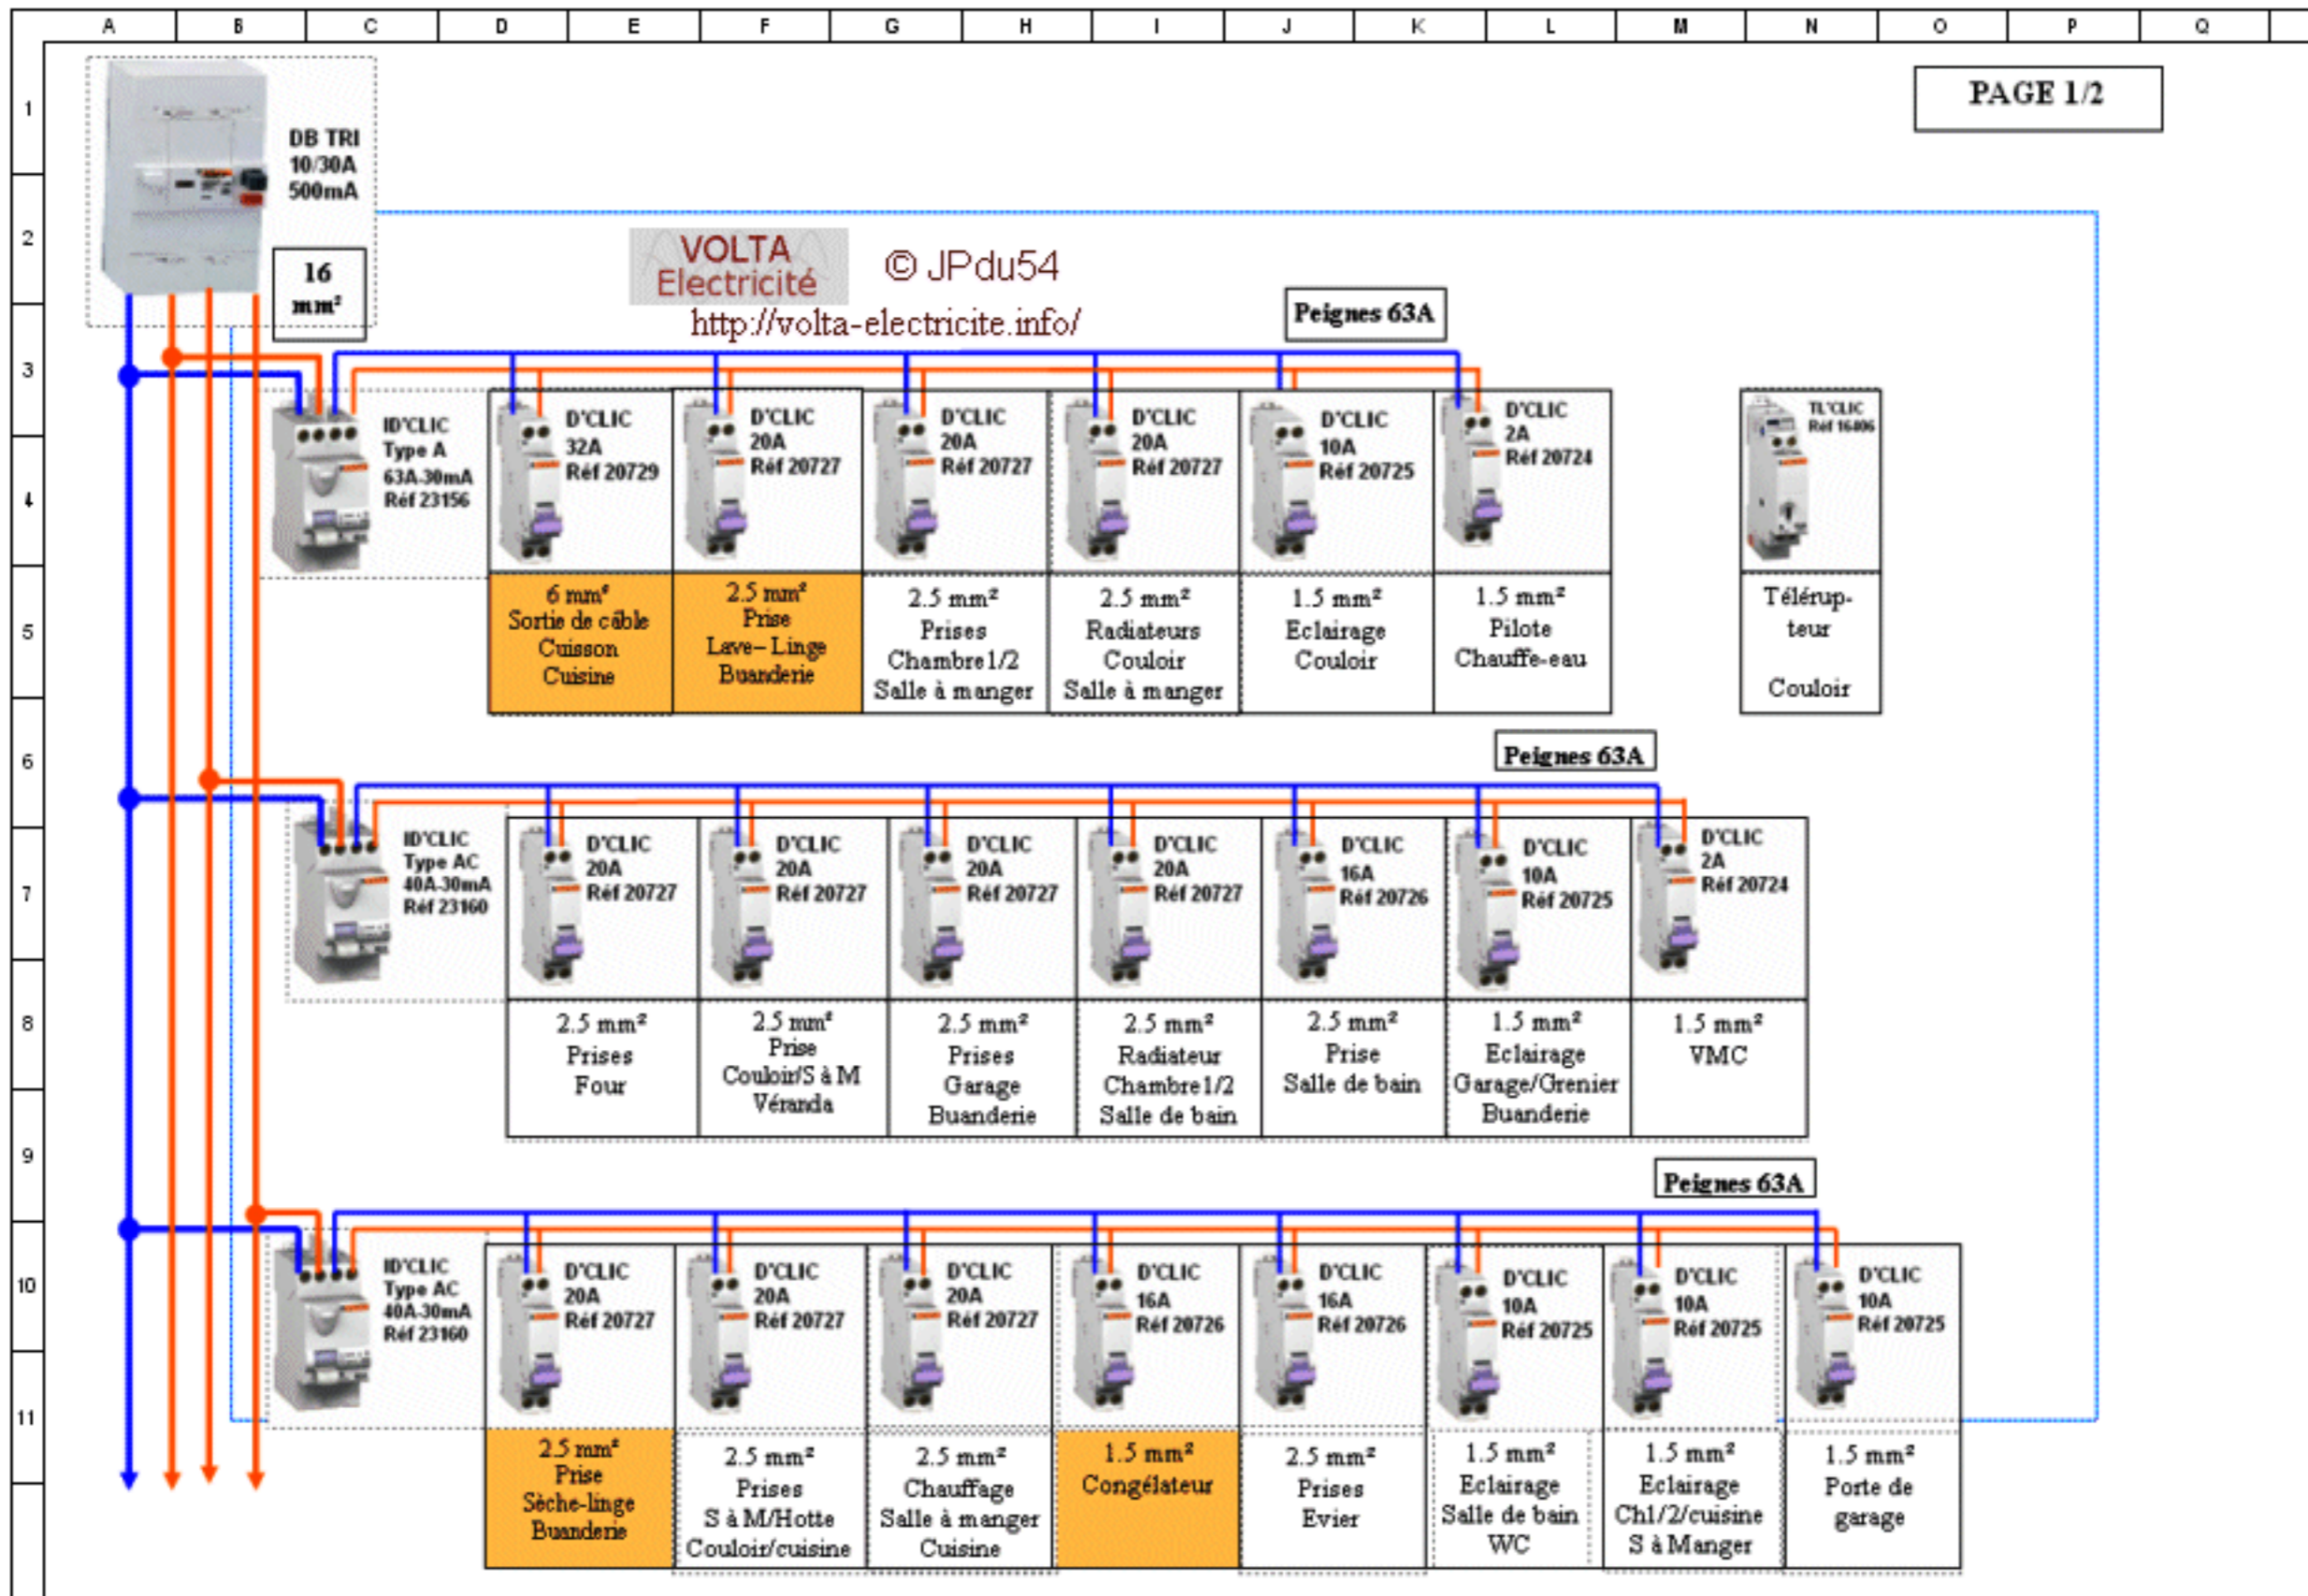 A B C D E F G H I J K L M N O P Q
1
PAGE 1/2
DB TRI
10/30A
500mA
2
16
mm²
VOLTA
Electricité
© JPdu54
http://volta-electricite.info/
Peignes 63A
3
ID'CLIC
Type A
63A-30mA
Réf 23156
D'CLIC
32A
Réf 20729
D'CLIC
20A
Réf 20727
D'CLIC
20A
Réf 20727
D'CLIC
20A
Réf 20727
D'CLIC
10A
Réf 20725
D'CLIC
2A
Réf 20724
TL'CLIC
Réf 16406
4
5
6 mm²
Sortie de câble
Cuisson
Cuisine
2.5 mm²
Prise
Lave-Linge
Buanderie
2.5 mm²
Prises
Chambre1/2
Salle à manger
2.5 mm²
Radiateurs
Couloir
Salle à manger
1.5 mm²
Eclairage
Couloir
1.5 mm²
Pilote
Chauffe-eau
Télérup-
teur
Couloir
6
Peignes 63A
7
ID'CLIC
Type AC
40A-30mA
Réf 23160
D'CLIC
20A
Réf 20727
D'CLIC
20A
Réf 20727
D'CLIC
20A
Réf 20727
D'CLIC
20A
Réf 20727
D'CLIC
16A
Réf 20726
D'CLIC
10A
Réf 20725
D'CLIC
2A
Réf 20724
8
2.5 mm²
Prises
Four
2.5 mm²
Prise
Couloir/S à M
Véranda
2.5 mm²
Prises
Garage
Buanderie
2.5 mm²
Radiateur
Chambre1/2
Salle de bain
2.5 mm²
Prise
Salle de bain
1.5 mm²
Eclairage
Garage/Grenier
Buanderie
1.5 mm²
VMC
9
Peignes 63A
10
ID'CLIC
Type AC
40A-30mA
Réf 23160
D'CLIC
20A
Réf 20727
D'CLIC
20A
Réf 20727
D'CLIC
20A
Réf 20727
D'CLIC
16A
Réf 20726
D'CLIC
16A
Réf 20726
D'CLIC
10A
Réf 20725
D'CLIC
10A
Réf 20725
D'CLIC
10A
Réf 20725
11
2.5 mm²
Prise
Sèche-linge
Buanderie
2.5 mm²
Prises
S à M/Hotte
Couloir/cuisine
2.5 mm²
Chauffage
Salle à manger
Cuisine
1.5 mm²
Congélateur
2.5 mm²
Prises
Evier
1.5 mm²
Eclairage
Salle de bain
WC
1.5 mm²
Eclairage
Ch1/2/cuisine
S à Manger
1.5 mm²
Porte de
garage